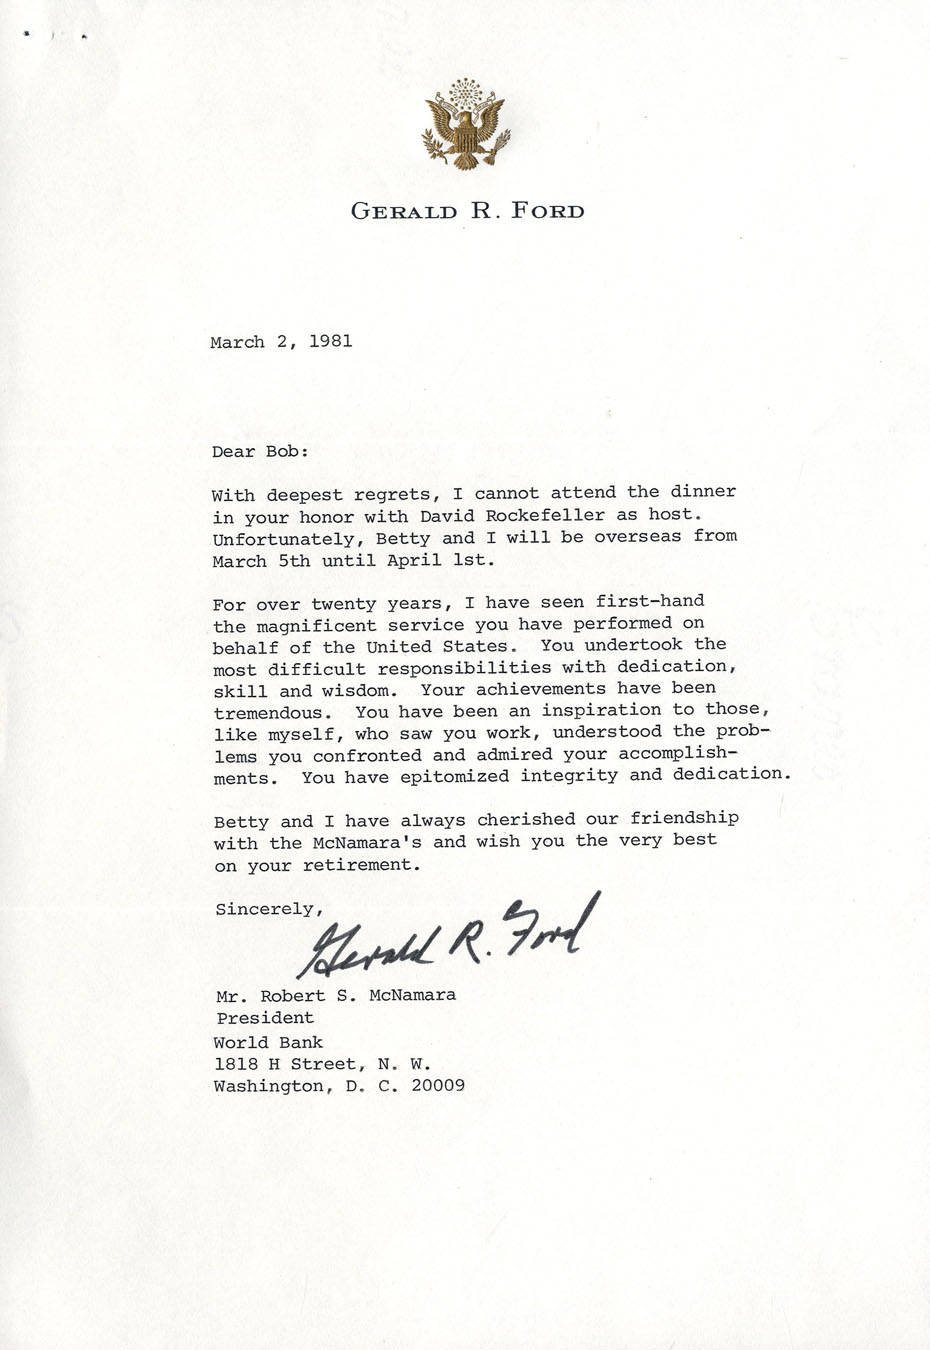 GERALD R. FORD
March 2, 1981
Dear Bob:
With deepest regrets, I cannot attend the dinner
in your honor with David Rockefeller as host.
Unfortunately, Betty and I will be overseas from
March 5th until April 1st.
For over twenty years, I have seen first-hand
the magnificent service you have performed on
behalf of the United States.  You undertook the
most difficult responsibilities with dedication,
skill and wisdom.  Your achievements have been
tremendous.  You have been an inspiration to those,
like myself, who saw you work, understood the prob-
lems you confronted and admired your accomplish-
ments.  You have epitomized integrity and dedication.
Betty and I have always cherished our friendship
with the McNamara's and wish you the very best
on your retirement.
Sincerely,
Gerald R. Ford
Mr. Robert S. McNamara
President
World Bank
1818 H Street, N. W.
Washington, D. C. 20009